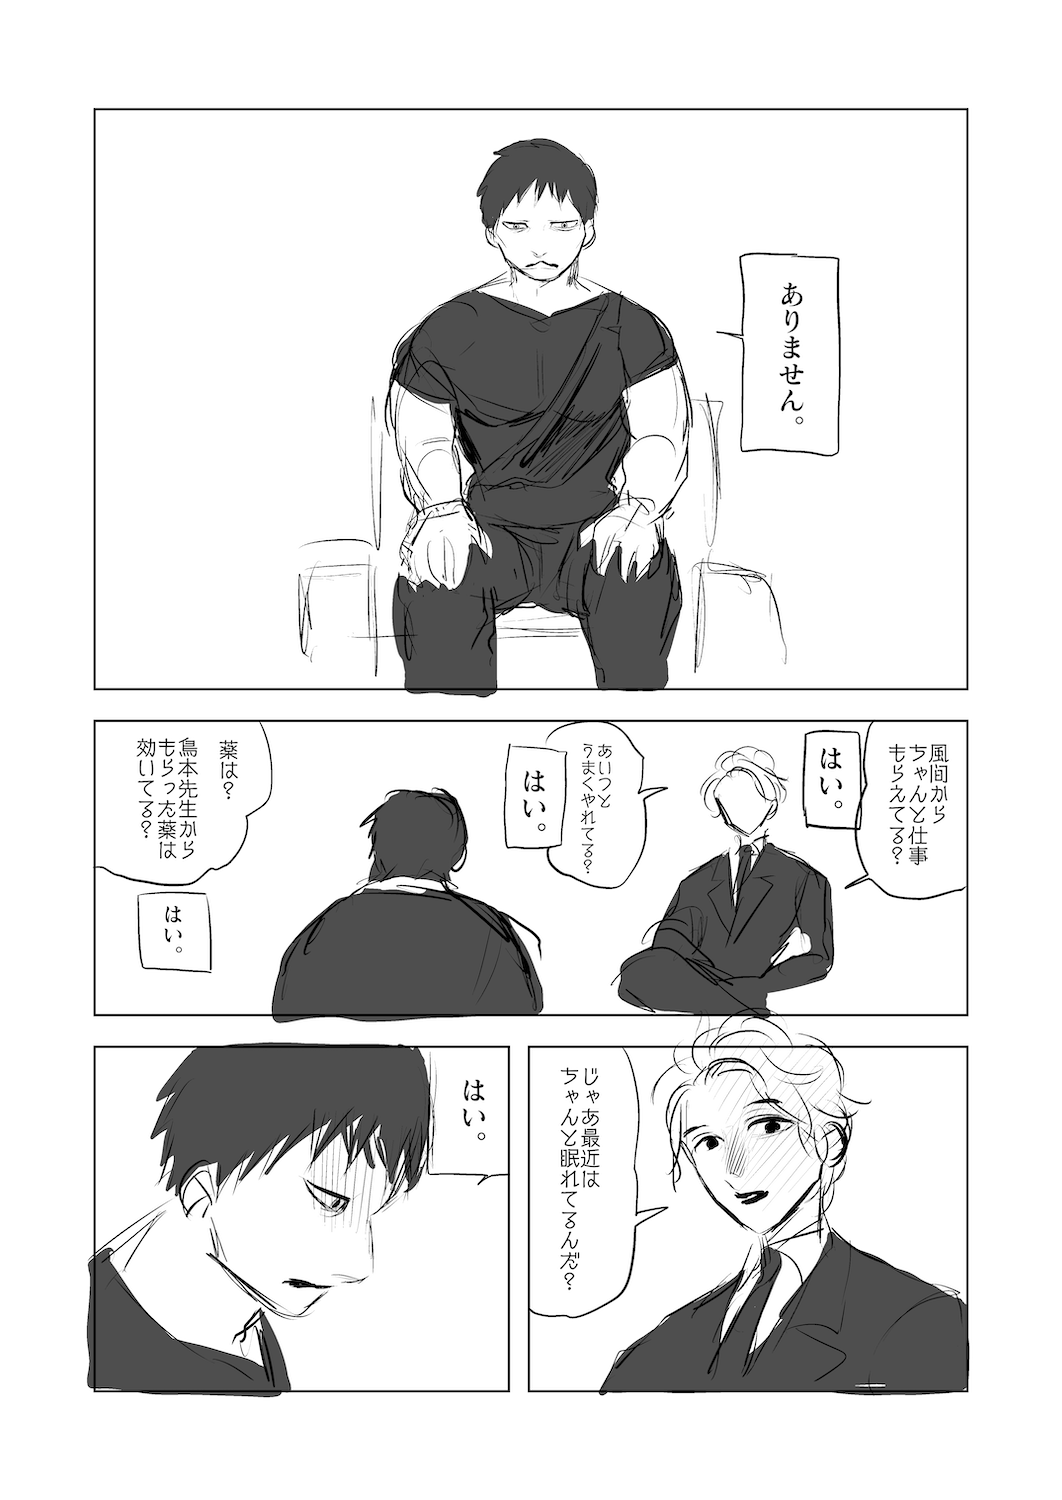 ありません。
風間から
ちゃんと仕事
もらえてる？
はい。
あいつと
うまくやれてる？
はい。
薬は？
鳥本先生から
もらった薬は
効いてる？
はい。
じゃあ最近は
ちゃんと眠れてるんだ？
はい。